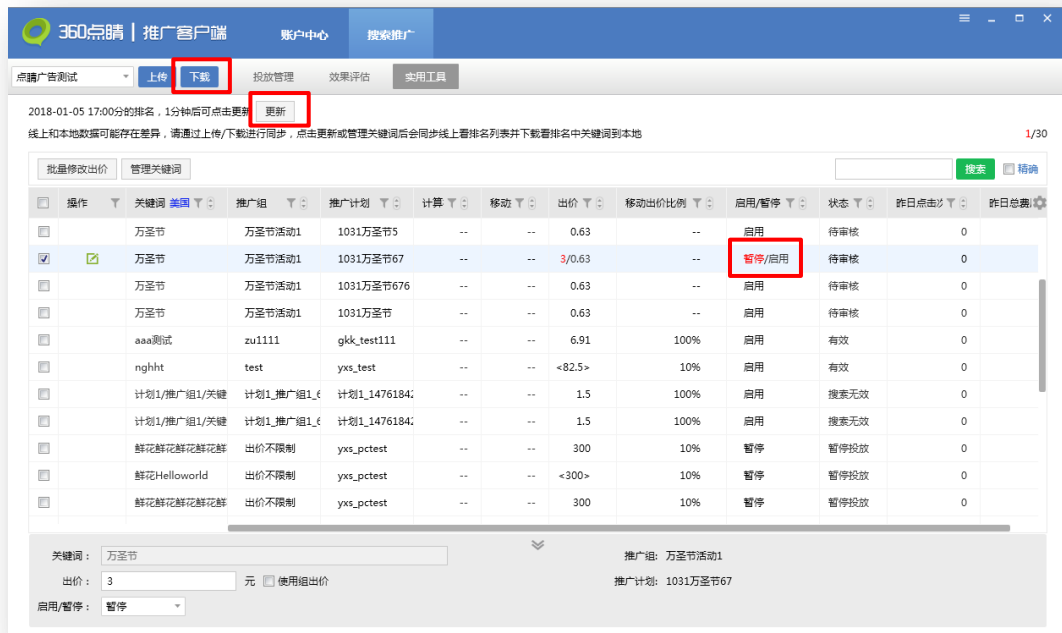 360点睛 | 推广客户端 账户中心 搜索推广
点睛广告测试 上传 下载 投放管理 效果评估 实用工具
2018-01-05 17:00分的排名，1分钟后可点击更新 更新
线上和本地数据可能存在差异，请通过上传/下载进行同步，点击更新或管理关键词后会同步线上看排名列表并下载看排名中关键词到本地 1/30
批量修改出价 管理关键词 搜索 精确
操作 关键词 美国 推广组 推广计划 计算 移动 出价 移动出价比例 启用/暂停 状态 昨日点击 昨日总费
万圣节 万圣节活动1 1031万圣节5 -- -- 0.63 -- 启用 待审核 0
万圣节 万圣节活动1 1031万圣节67 -- -- 3/0.63 -- 暂停/启用 待审核 0
万圣节 万圣节活动1 1031万圣节676 -- -- 0.63 -- 启用 待审核 0
万圣节 万圣节活动1 1031万圣节 -- -- 0.63 -- 启用 待审核 0
aaa测试 zu1111 gkk_test111 -- -- 6.91 100% 启用 有效 0
nghht test yxs_test -- -- <82.5> 10% 启用 有效 0
计划1/推广组1/关键 计划1_推广组1_6 计划1_14761842 -- -- 1.5 100% 启用 搜索无效 0
计划1/推广组1/关键 计划1_推广组1_6 计划1_14761842 -- -- 1.5 100% 启用 搜索无效 0
鲜花鲜花鲜花鲜花鲜 出价不限制 yxs_pctest -- -- 300 10% 暂停 暂停投放 0
鲜花Helloworld 出价不限制 yxs_pctest -- -- <300> 10% 暂停 暂停投放 0
鲜花鲜花鲜花鲜花鲜 出价不限制 yxs_pctest -- -- 300 10% 暂停 暂停投放 0
关键词： 万圣节 推广组: 万圣节活动1
出价： 3 元 使用组出价 推广计划: 1031万圣节67
启用/暂停： 暂停